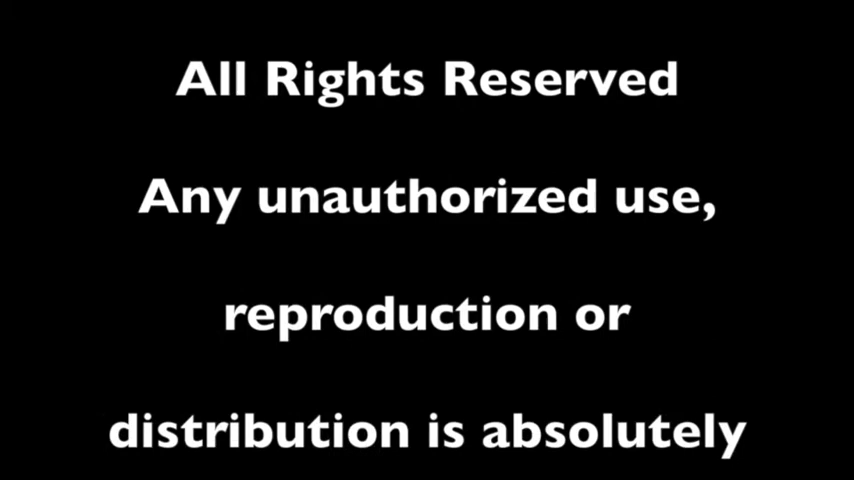 All Rights Reserved
Any unauthorized use,
reproduction or
distribution is absolutely